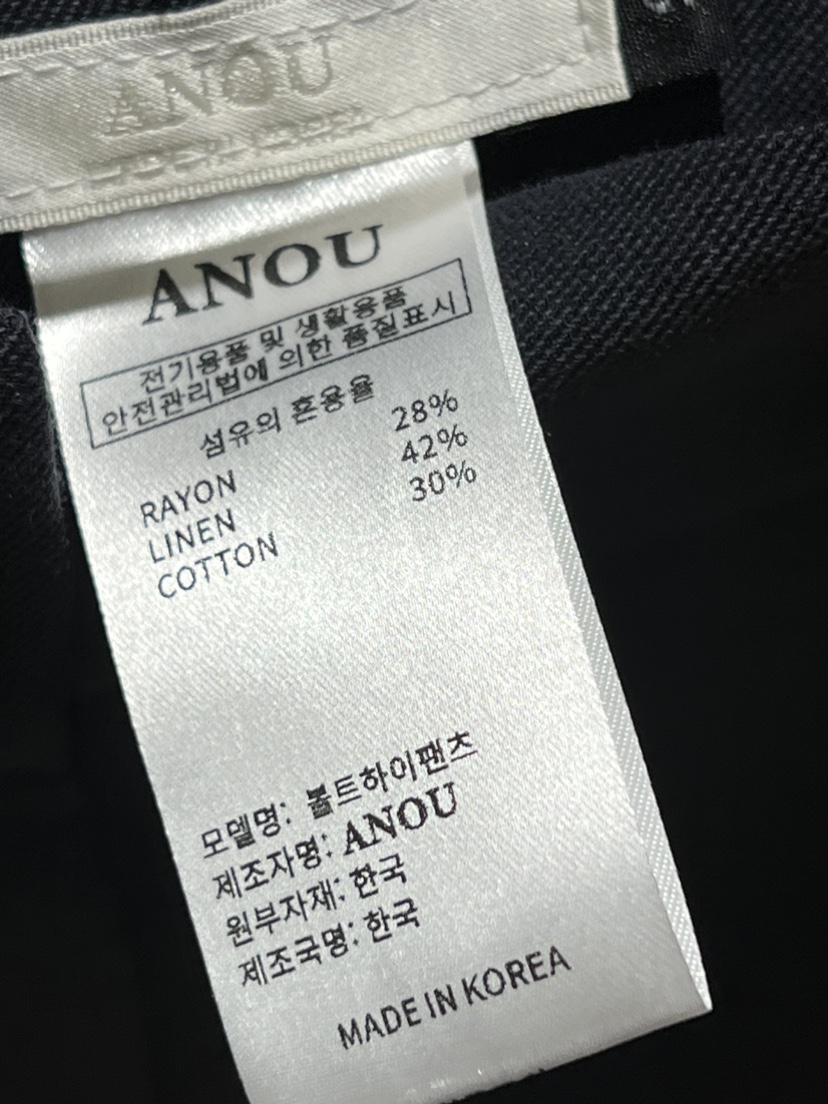 ANOU
ANOU
전기용품 및 생활용품
안전관리법에 의한 품질표시
섬유의 혼용율
RAYON 28%
LINEN 42%
COTTON 30%
모델명: 볼트하이팬츠
제조자명: ANOU
원부자재: 한국
제조국명: 한국
MADE IN KOREA